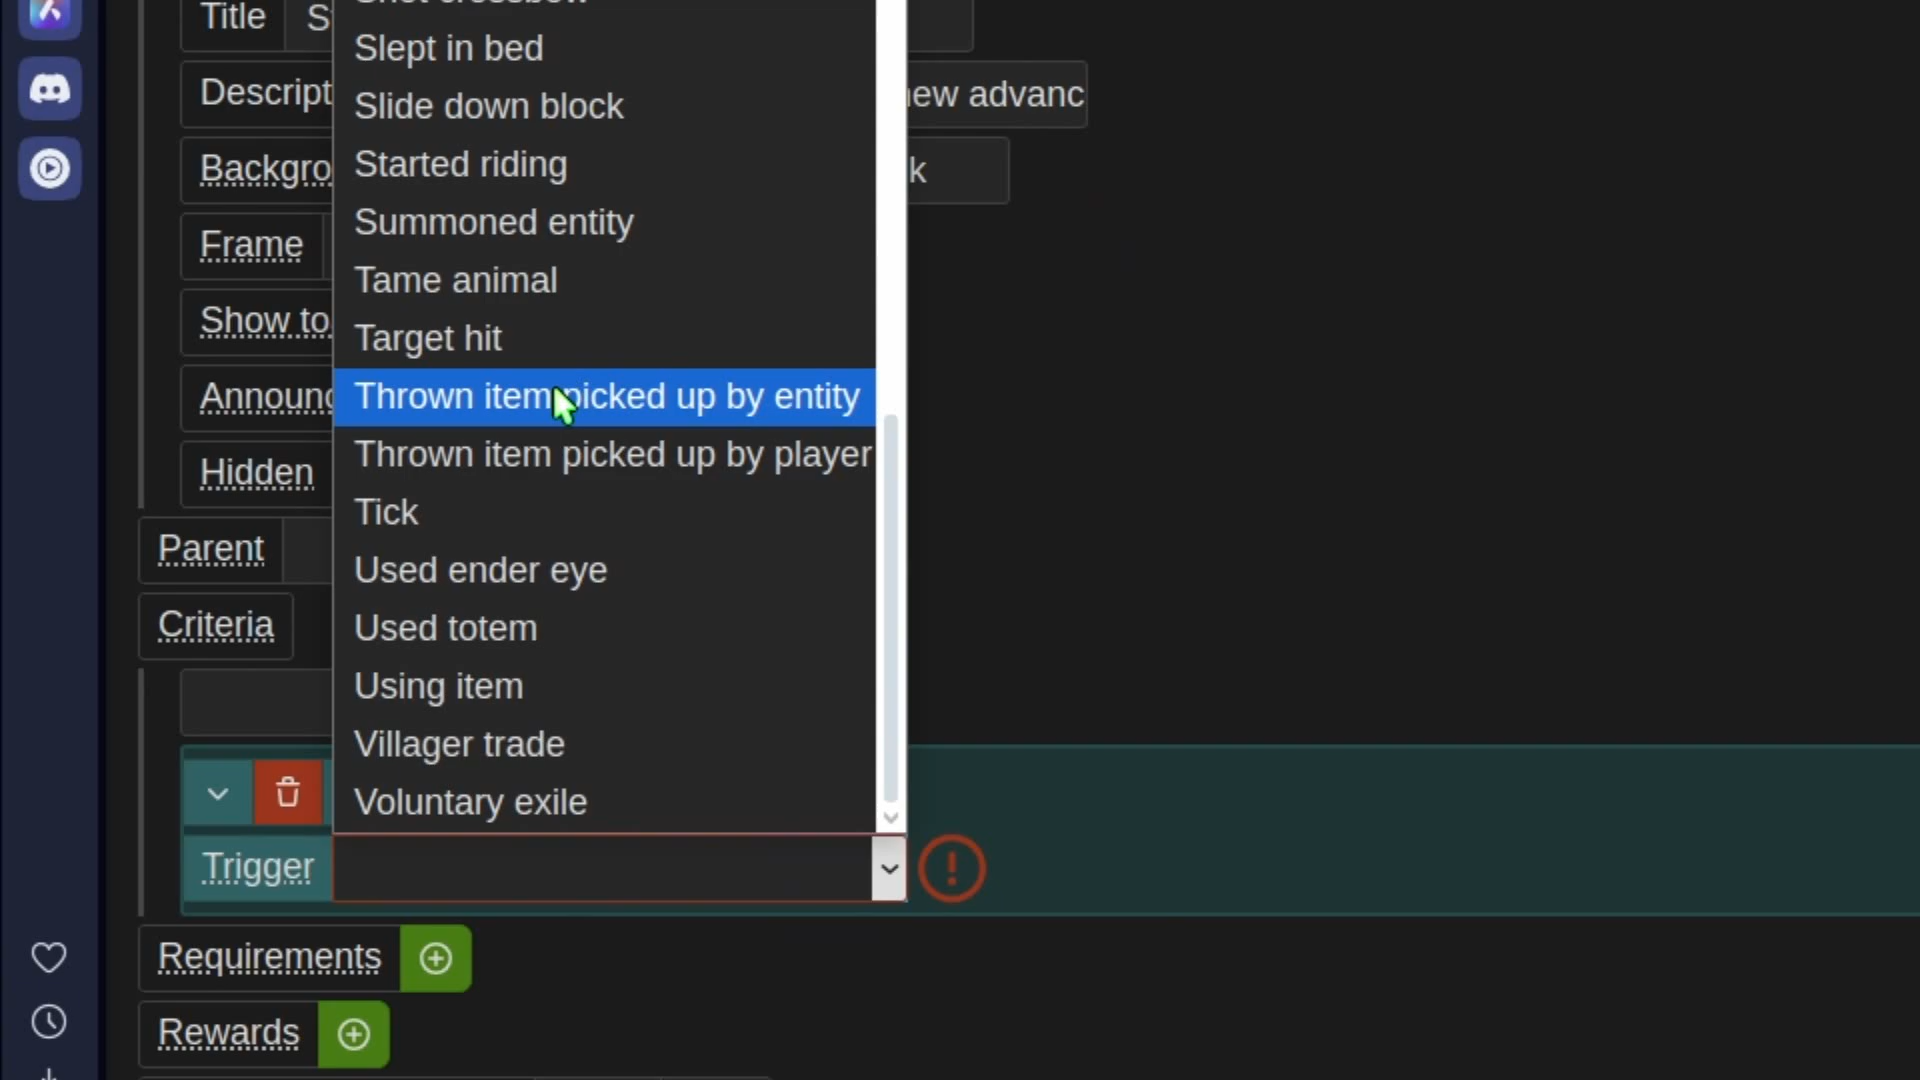 Title
Slept in bed
Descript
new advanc
Slide down block
Backgro
k
Started riding
Summoned entity
Frame
Tame animal
Show to
Target hit
Announc
Thrown item picked up by entity
Thrown item picked up by player
Hidden
Tick
Parent
Used ender eye
Criteria
Used totem
Using item
Villager trade
Voluntary exile
Trigger
Requirements
Rewards